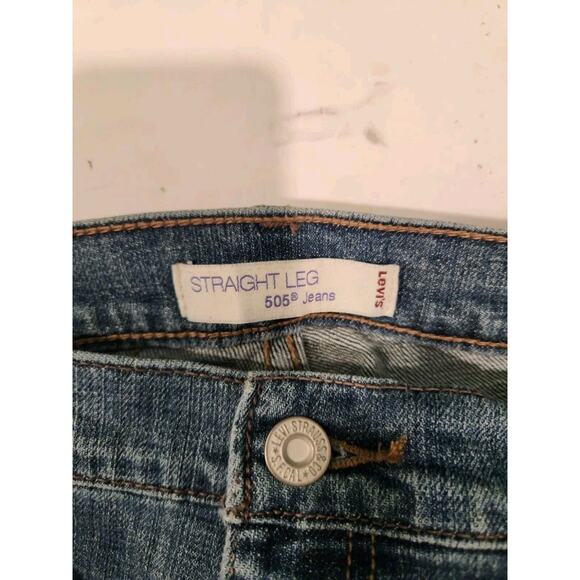 STRAIGHT LEG
505® Jeans
Levi's
LEVI STRAUSS & CO
S.F. CAL